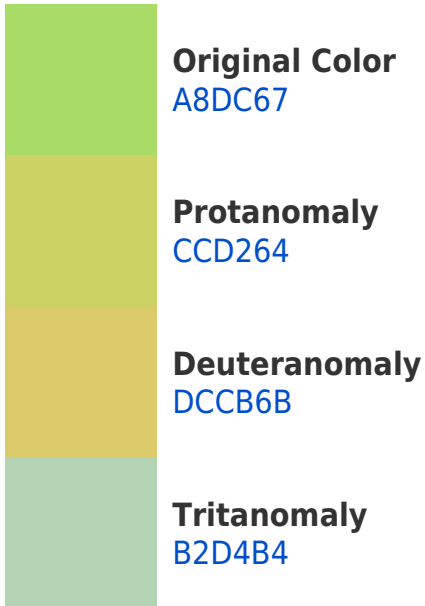 Original Color
A8DC67
Protanomaly
CCD264
Deuteranomaly
DCCB6B
Tritanomaly
B2D4B4